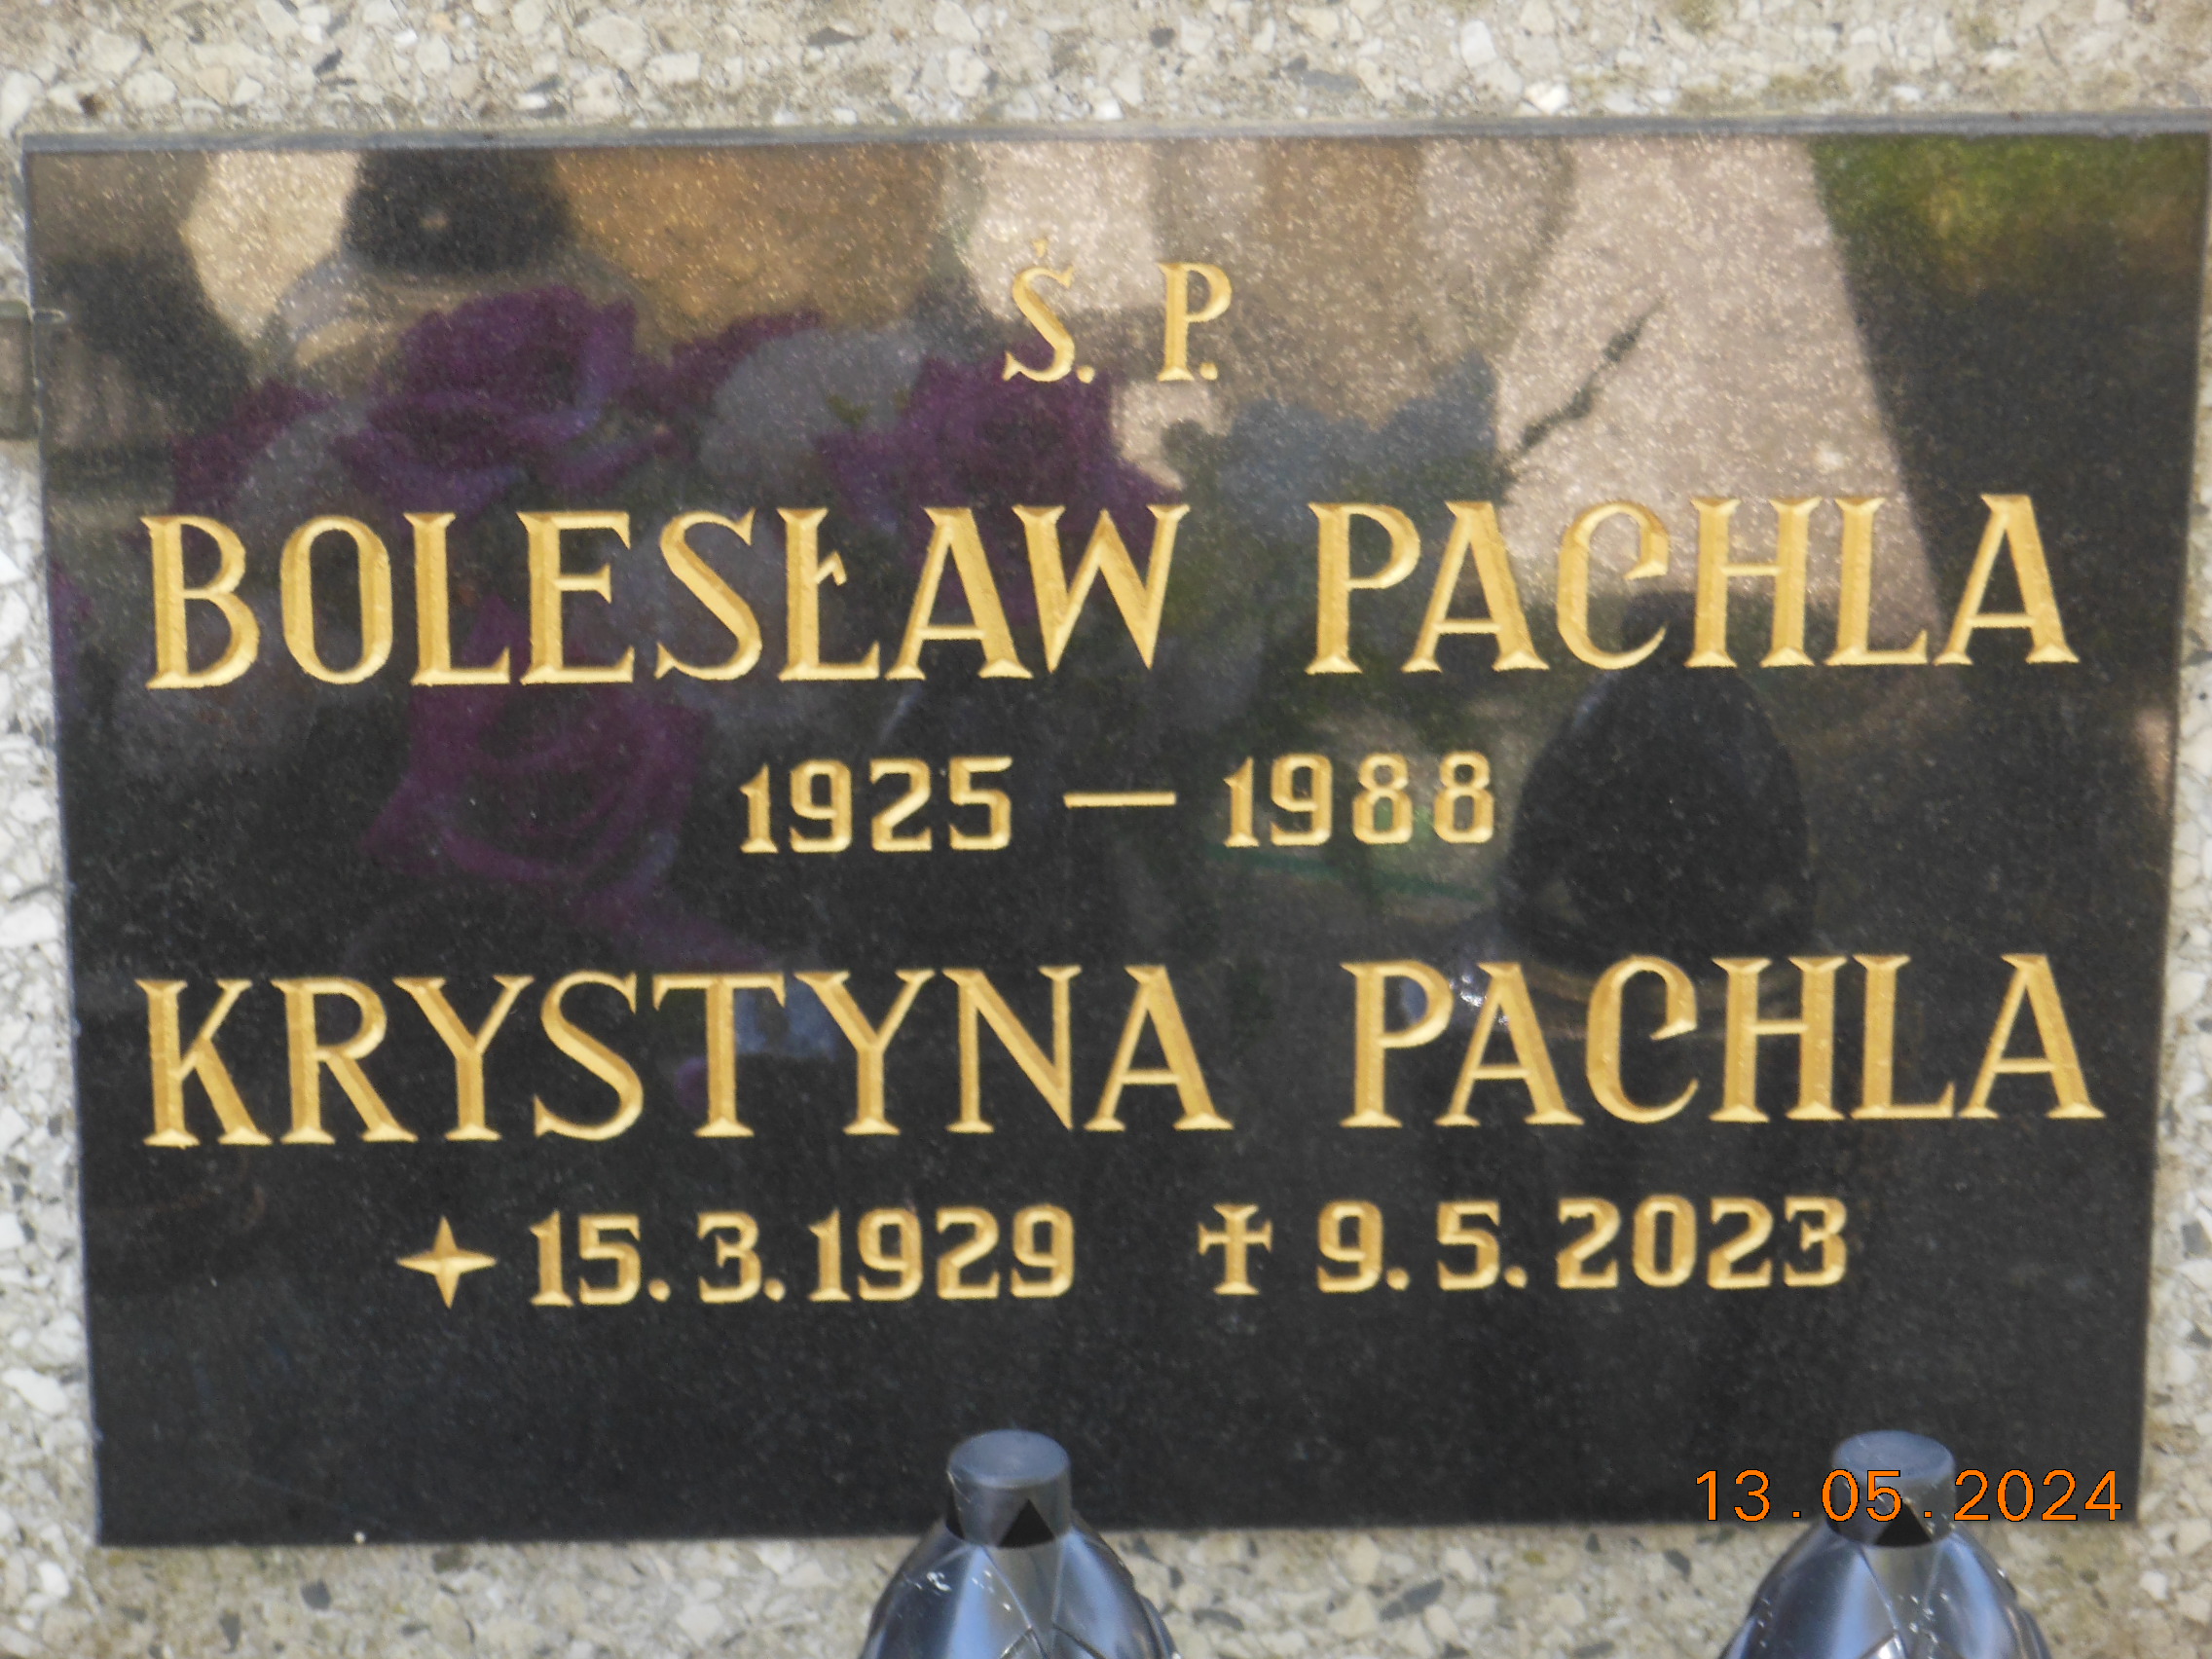 Ś. P.
BOLESŁAW PACHLA
1925 — 1988
KRYSTYNA PACHLA
✦ 15. 3. 1929 ✝ 9. 5. 2023
13.05.2024